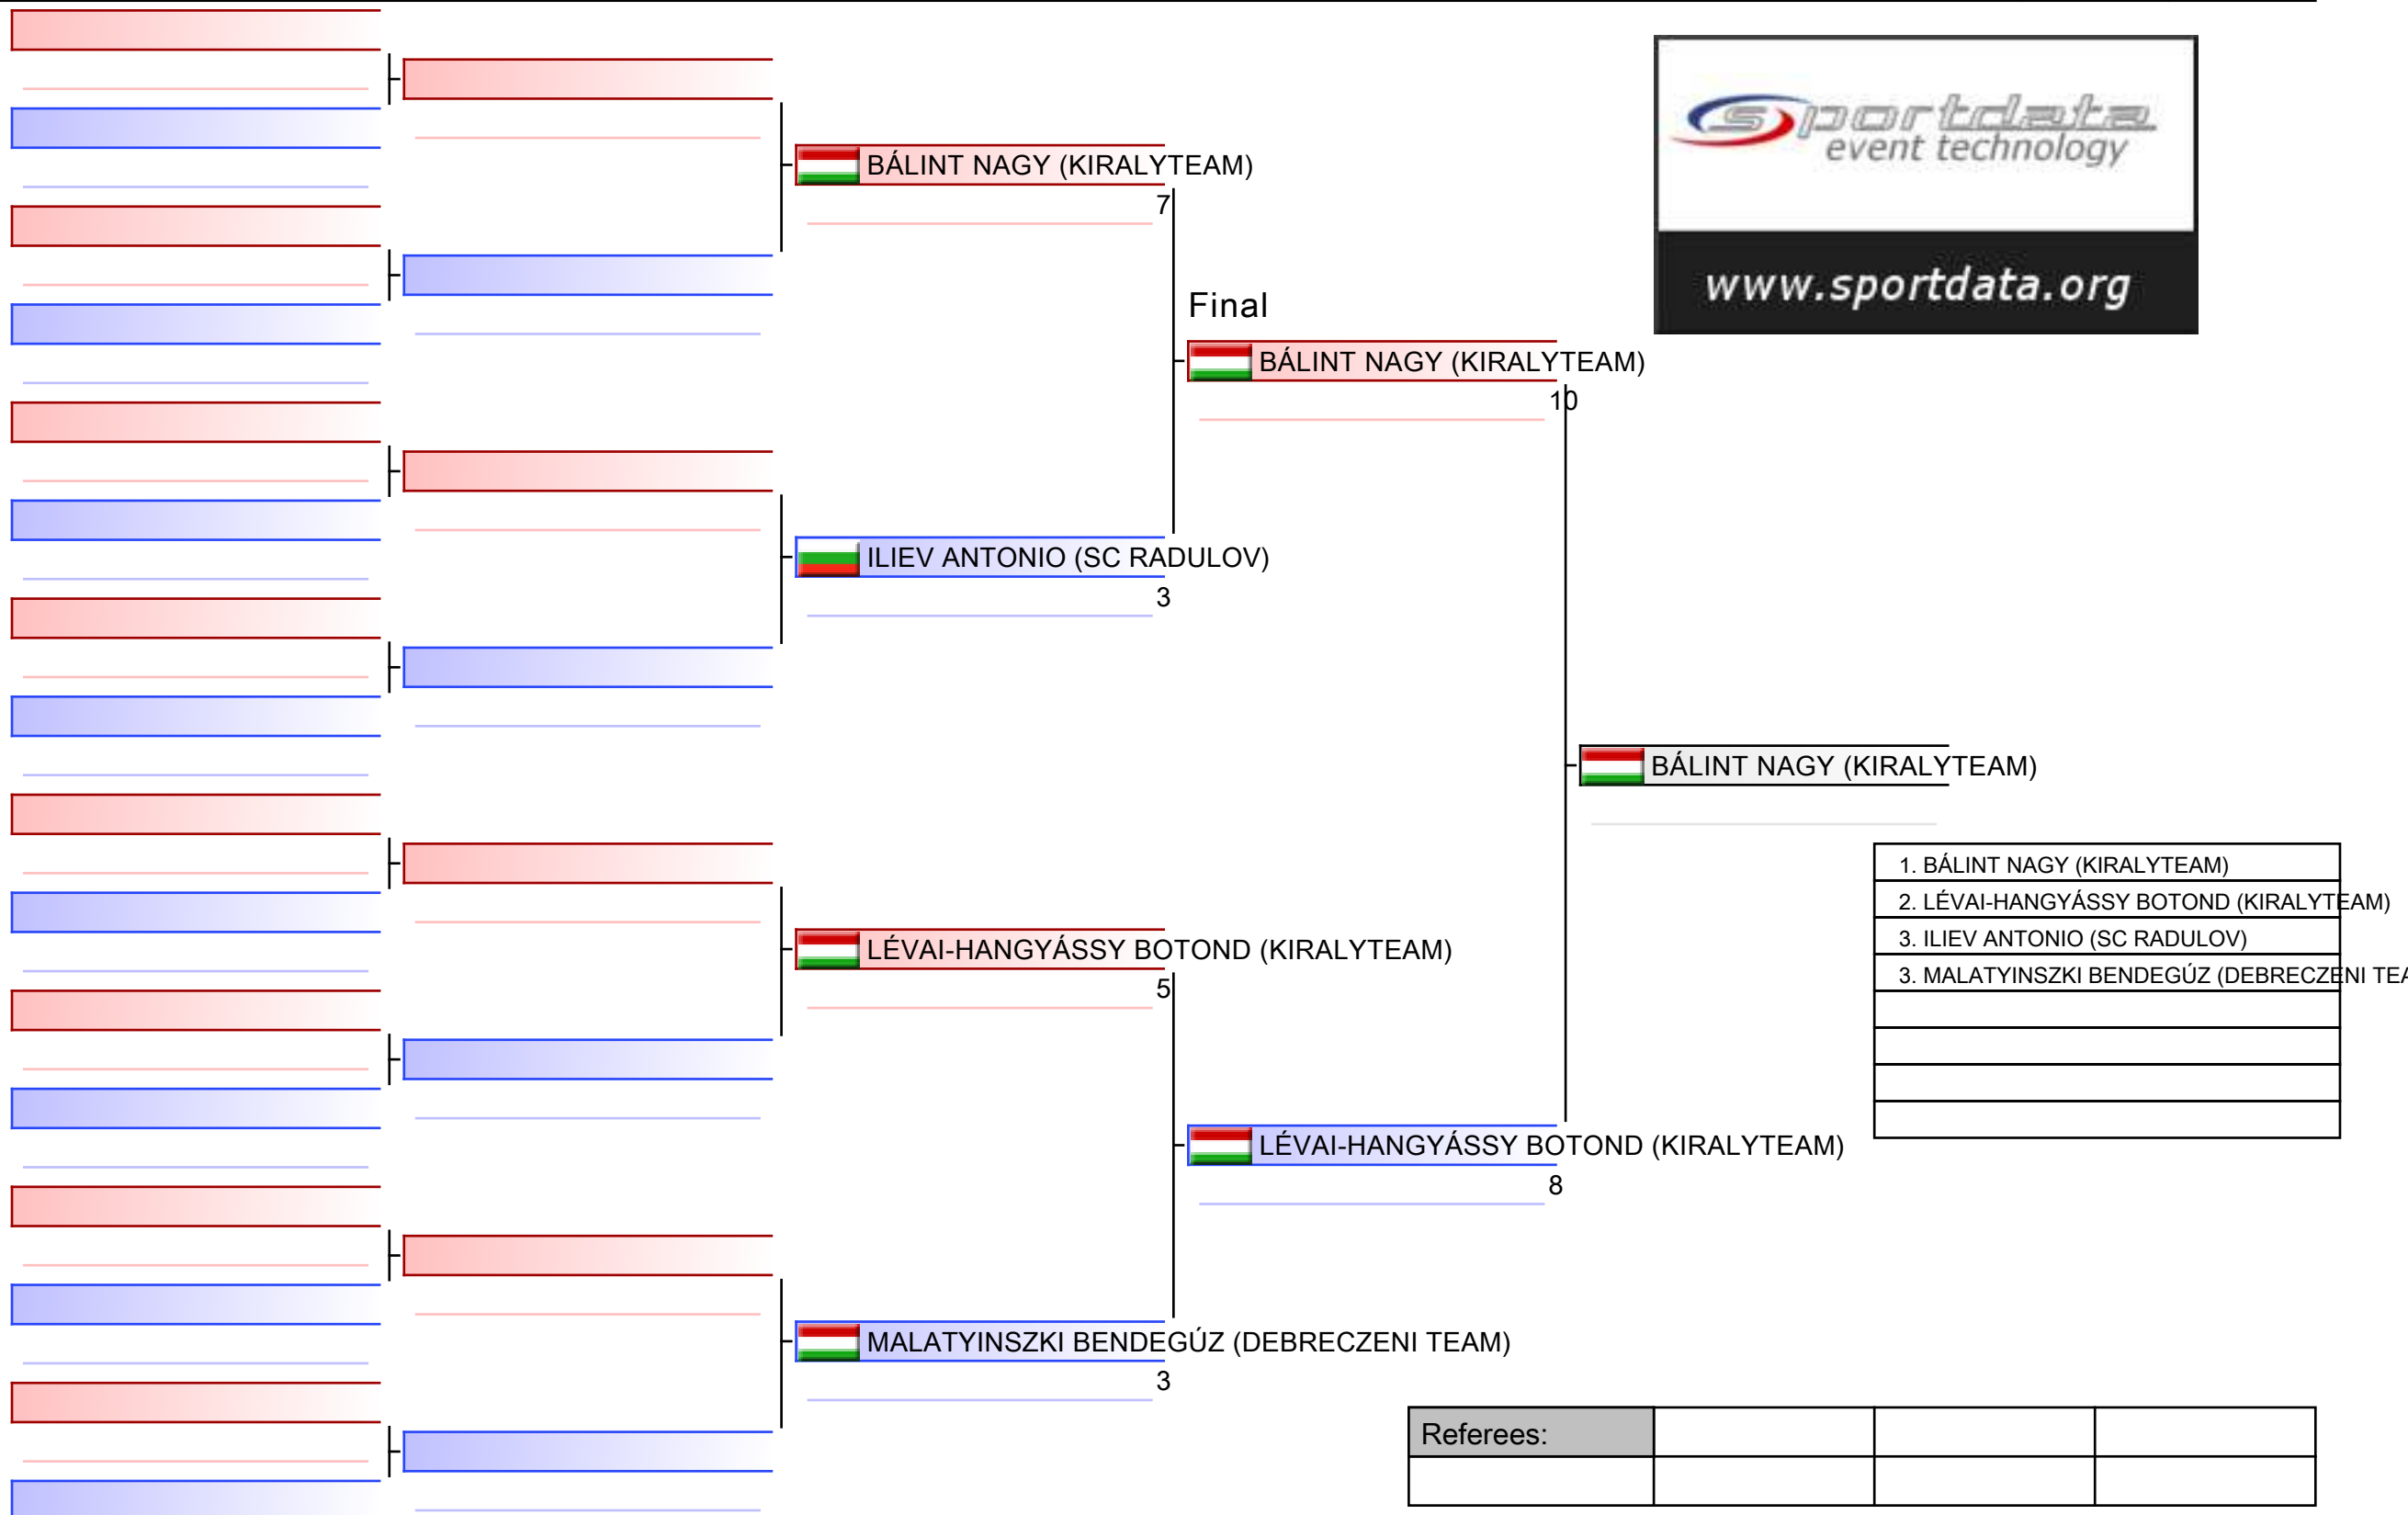 sportdata
event technology
www.sportdata.org
BÁLINT NAGY (KIRALYTEAM)
7
Final
BÁLINT NAGY (KIRALYTEAM)
10
ILIEV ANTONIO (SC RADULOV)
3
BÁLINT NAGY (KIRALYTEAM)
1. BÁLINT NAGY (KIRALYTEAM)
2. LÉVAI-HANGYÁSSY BOTOND (KIRALYTEAM)
3. ILIEV ANTONIO (SC RADULOV)
3. MALATYINSZKI BENDEGÚZ (DEBRECZENI TEA
LÉVAI-HANGYÁSSY BOTOND (KIRALYTEAM)
5
LÉVAI-HANGYÁSSY BOTOND (KIRALYTEAM)
8
MALATYINSZKI BENDEGÚZ (DEBRECZENI TEAM)
3
Referees: